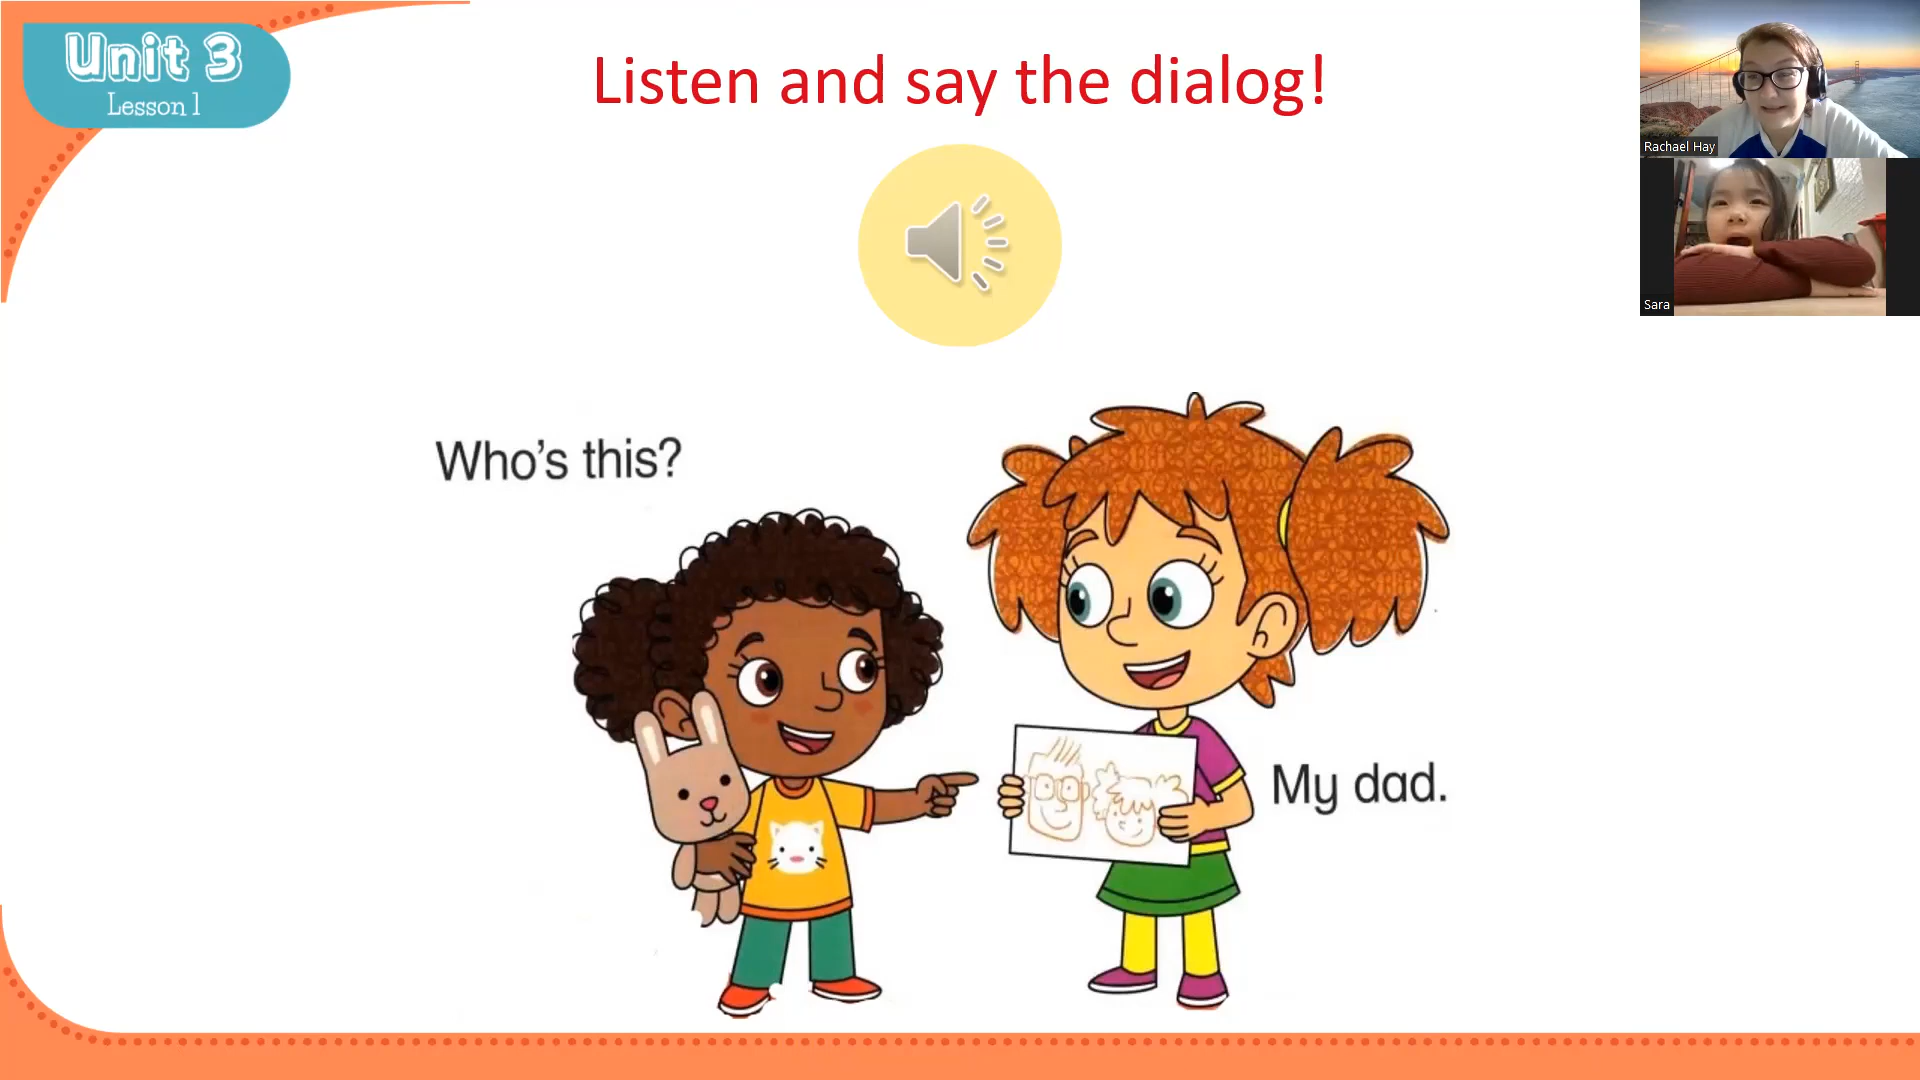 Unit 3
Lesson 1
Listen and say the dialog!
Rachael Hay
Sara
Who's this?
My dad.